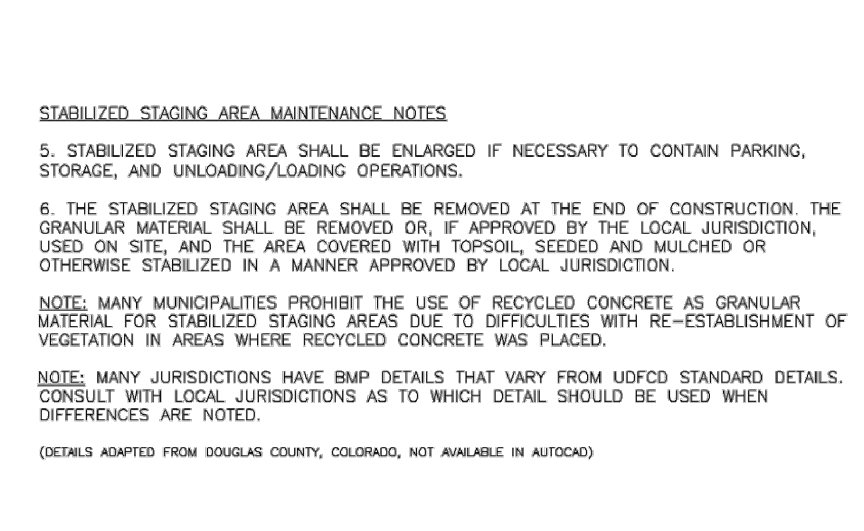 STABILIZED STAGING AREA MAINTENANCE NOTES
5. STABILIZED STAGING AREA SHALL BE ENLARGED IF NECESSARY TO CONTAIN PARKING,
STORAGE, AND UNLOADING/LOADING OPERATIONS.
6. THE STABILIZED STAGING AREA SHALL BE REMOVED AT THE END OF CONSTRUCTION. THE
GRANULAR MATERIAL SHALL BE REMOVED OR, IF APPROVED BY THE LOCAL JURISDICTION,
USED ON SITE, AND THE AREA COVERED WITH TOPSOIL, SEEDED AND MULCHED OR
OTHERWISE STABILIZED IN A MANNER APPROVED BY LOCAL JURISDICTION.
NOTE: MANY MUNICIPALITIES PROHIBIT THE USE OF RECYCLED CONCRETE AS GRANULAR
MATERIAL FOR STABILIZED STAGING AREAS DUE TO DIFFICULTIES WITH RE-ESTABLISHMENT OF
VEGETATION IN AREAS WHERE RECYCLED CONCRETE WAS PLACED.
NOTE: MANY JURISDICTIONS HAVE BMP DETAILS THAT VARY FROM UDFCD STANDARD DETAILS.
CONSULT WITH LOCAL JURISDICTIONS AS TO WHICH DETAIL SHOULD BE USED WHEN
DIFFERENCES ARE NOTED.
(DETAILS ADAPTED FROM DOUGLAS COUNTY, COLORADO, NOT AVAILABLE IN AUTOCAD)